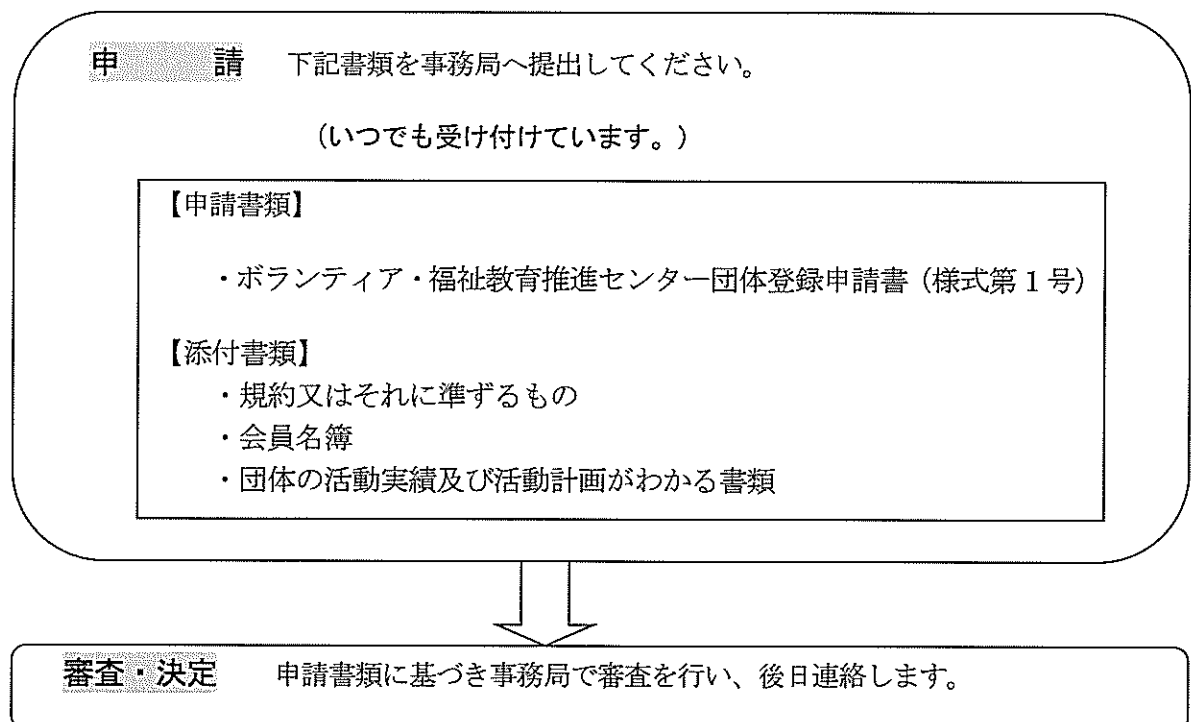 申　　請　下記書類を事務局へ提出してください。
（いつでも受け付けています。）
【申請書類】
・ボランティア・福祉教育推進センター団体登録申請書（様式第１号）
【添付書類】
・規約又はそれに準ずるもの
・会員名簿
・団体の活動実績及び活動計画がわかる書類
審査・決定　申請書類に基づき事務局で審査を行い、後日連絡します。